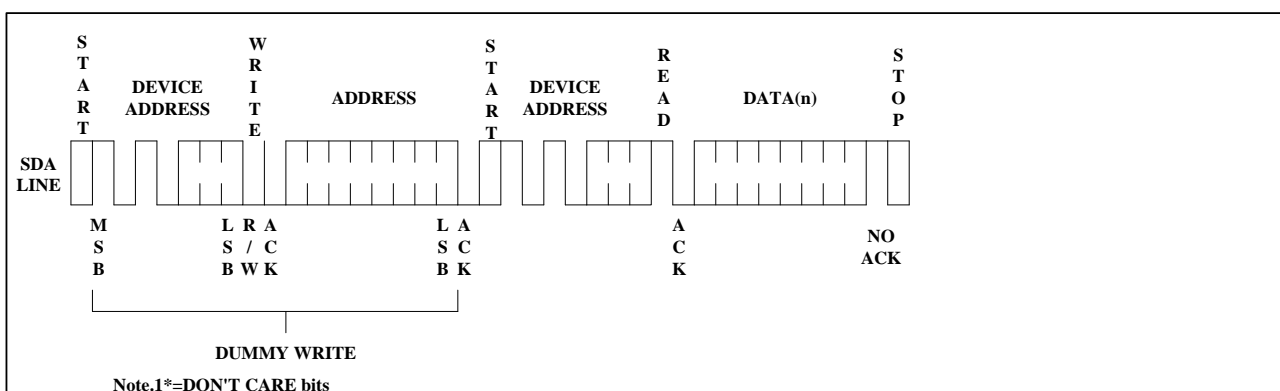 START
DEVICE
ADDRESS
WRITE
ADDRESS
START
DEVICE
ADDRESS
READ
DATA(n)
STOP
SDA
LINE
MSB
LSB
R/W
ACK
LSB
ACK
ACK
NO
ACK
DUMMY WRITE
Note.1*=DON'T CARE bits